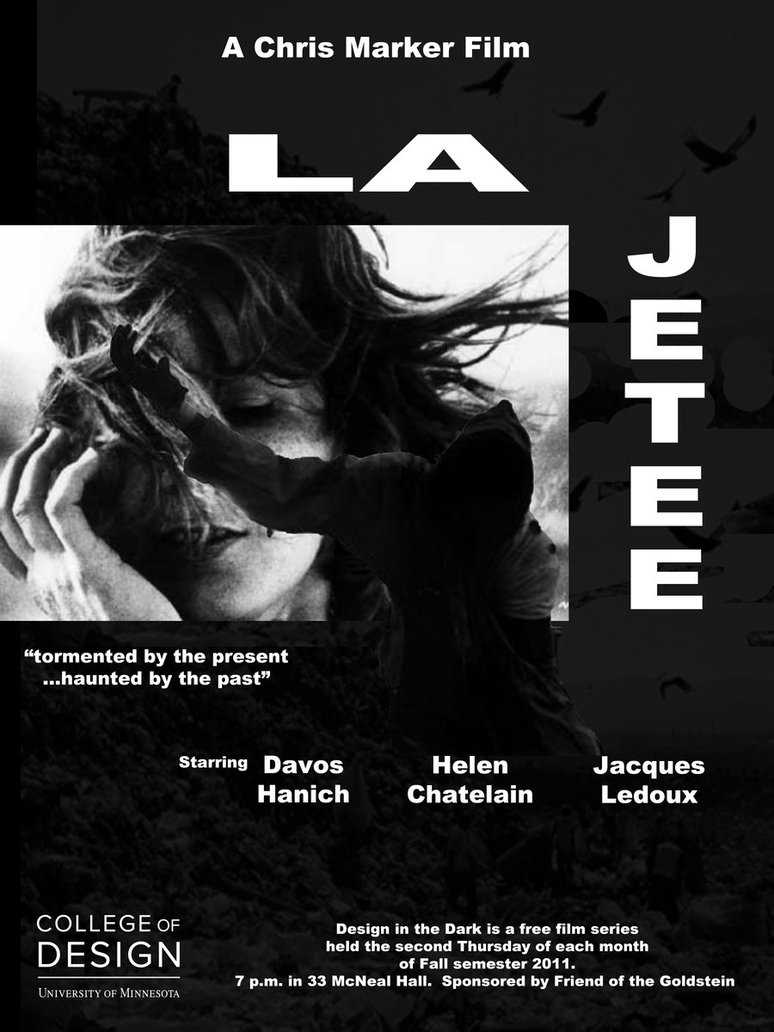 A Chris Marker Film
LA
JETEE
“tormented by the present
...haunted by the past”
Starring Davos Hanich Helen Chatelain Jacques Ledoux
COLLEGE OF
DESIGN
UNIVERSITY OF MINNESOTA
Design in the Dark is a free film series
held the second Thursday of each month
of Fall semester 2011.
7 p.m. in 33 McNeal Hall. Sponsored by Friend of the Goldstein